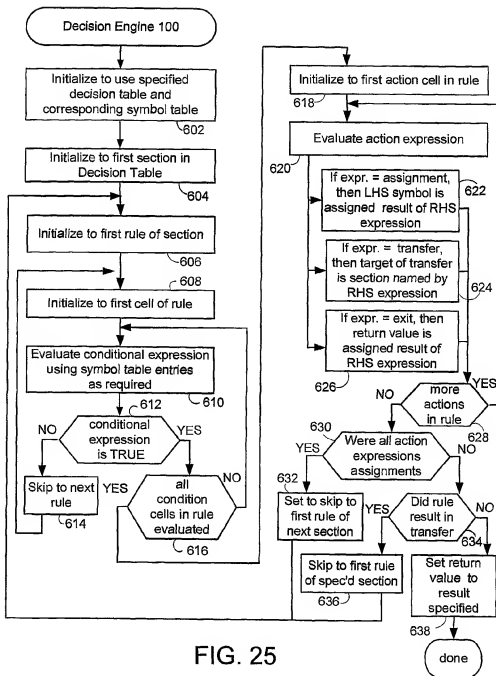 Decision Engine 100
Initialize to use specified
decision table and
corresponding symbol table
602
Initialize to first section in
Decision Table
604
Initialize to first rule of section
606
608
Initialize to first cell of rule
Evaluate conditional expression
using symbol table entries
as required
610
612
NO
conditional
expression
is TRUE
YES
Skip to next
rule
614
YES
all
condition
cells in rule
evaluated
NO
616
Initialize to first action cell in rule
618
Evaluate action expression
620
If expr. = assignment,
then LHS symbol is
assigned result of RHS
expression
622
If expr. = transfer,
then target of transfer
is section named by
RHS expression
624
If expr. = exit, then
return value is
assigned result of
RHS expression
626
NO
more
actions
in rule
YES
628
630
YES
Were all action
expressions
assignments
NO
632
Set to skip to
first rule of
next section
YES
Did rule
result in
transfer
NO
634
Skip to first rule
of spec'd section
636
Set return
value to
result
specified
638
done
FIG. 25